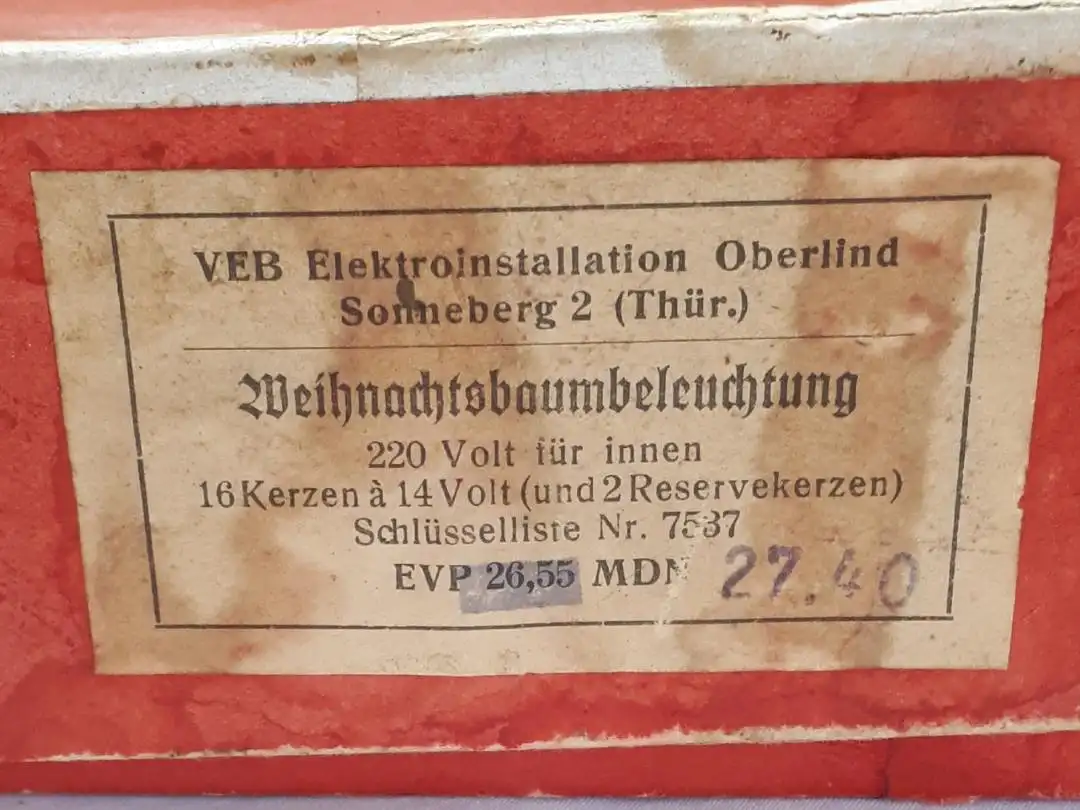 VEB Elektroinstallation Oberlind
Sonneberg 2 (Thür.)
Weihnachtsbaumbeleuchtung
220 Volt für innen
16 Kerzen à 14 Volt (und 2 Reservekerzen)
Schlüsselliste Nr. 7537
EVP 26,55 MDN 27.40